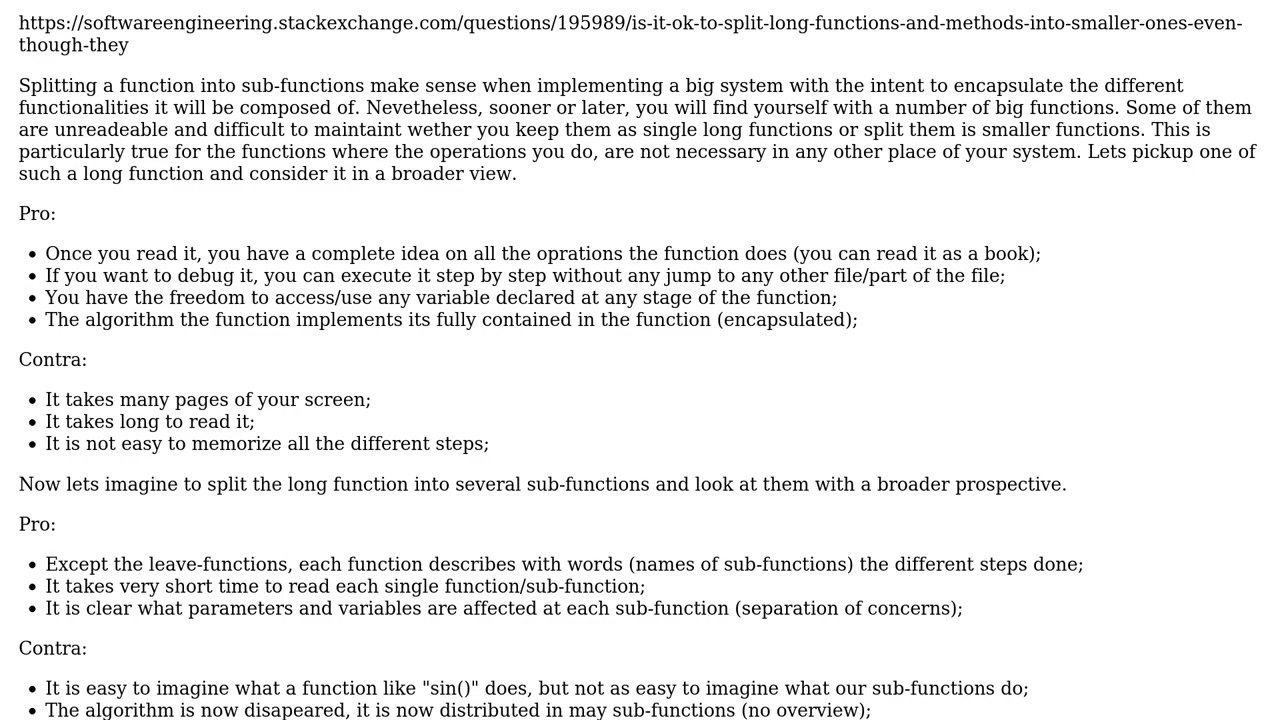 https://softwareengineering.stackexchange.com/questions/195989/is-it-ok-to-split-long-functions-and-methods-into-smaller-ones-even-
though-they
Splitting a function into sub-functions make sense when implementing a big system with the intent to encapsulate the different
functionalities it will be composed of. Nevetheless, sooner or later, you will find yourself with a number of big functions. Some of them
are unreadeable and difficult to maintaint wether you keep them as single long functions or split them is smaller functions. This is
particularly true for the functions where the operations you do, are not necessary in any other place of your system. Lets pickup one of
such a long function and consider it in a broader view.
Pro:
• Once you read it, you have a complete idea on all the oprations the function does (you can read it as a book);
• If you want to debug it, you can execute it step by step without any jump to any other file/part of the file;
• You have the freedom to access/use any variable declared at any stage of the function;
• The algorithm the function implements its fully contained in the function (encapsulated);
Contra:
• It takes many pages of your screen;
• It takes long to read it;
• It is not easy to memorize all the different steps;
Now lets imagine to split the long function into several sub-functions and look at them with a broader prospective.
Pro:
• Except the leave-functions, each function describes with words (names of sub-functions) the different steps done;
• It takes very short time to read each single function/sub-function;
• It is clear what parameters and variables are affected at each sub-function (separation of concerns);
Contra:
• It is easy to imagine what a function like "sin()" does, but not as easy to imagine what our sub-functions do;
• The algorithm is now disapeared, it is now distributed in may sub-functions (no overview);